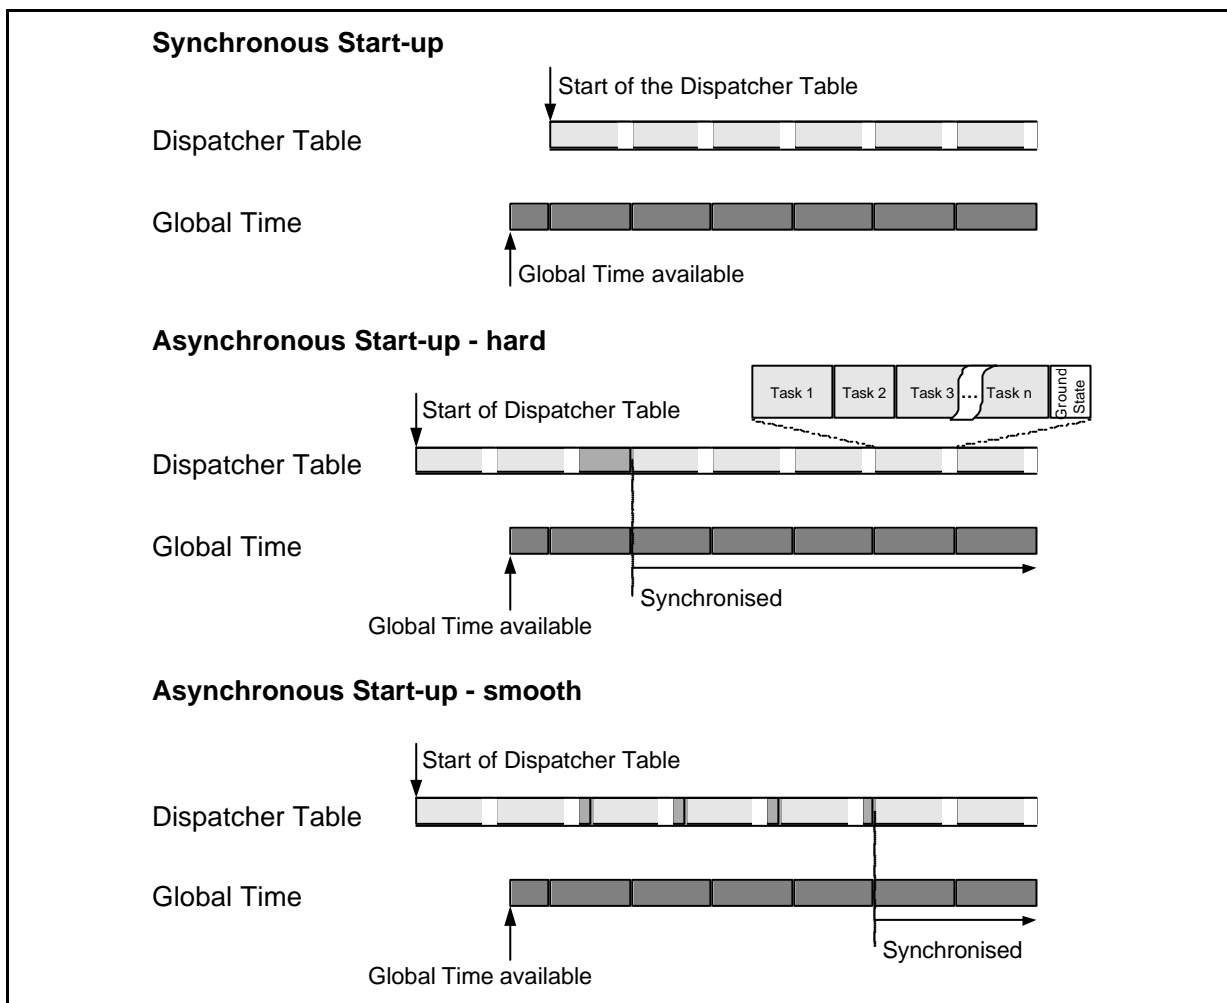 Synchronous Start-up
Start of the Dispatcher Table
Dispatcher Table
Global Time
Global Time available
Asynchronous Start-up - hard
Task 1 Task 2 Task 3 ... Task n Ground State
Start of Dispatcher Table
Dispatcher Table
Global Time
Synchronised
Global Time available
Asynchronous Start-up - smooth
Start of Dispatcher Table
Dispatcher Table
Global Time
Synchronised
Global Time available